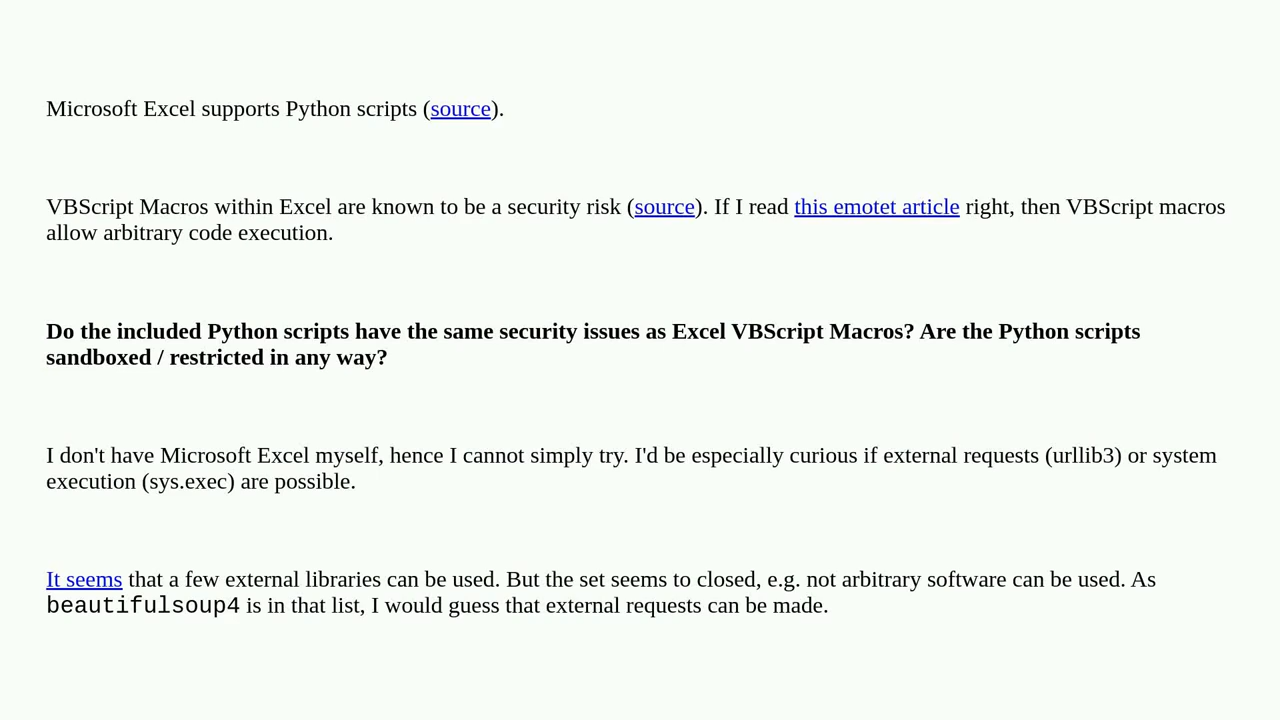 Microsoft Excel supports Python scripts (source).
VBScript Macros within Excel are known to be a security risk (source). If I read this emotet article right, then VBScript macros
allow arbitrary code execution.
Do the included Python scripts have the same security issues as Excel VBScript Macros? Are the Python scripts
sandboxed / restricted in any way?
I don't have Microsoft Excel myself, hence I cannot simply try. I'd be especially curious if external requests (urllib3) or system
execution (sys.exec) are possible.
It seems that a few external libraries can be used. But the set seems to closed, e.g. not arbitrary software can be used. As
beautifulsoup4 is in that list, I would guess that external requests can be made.